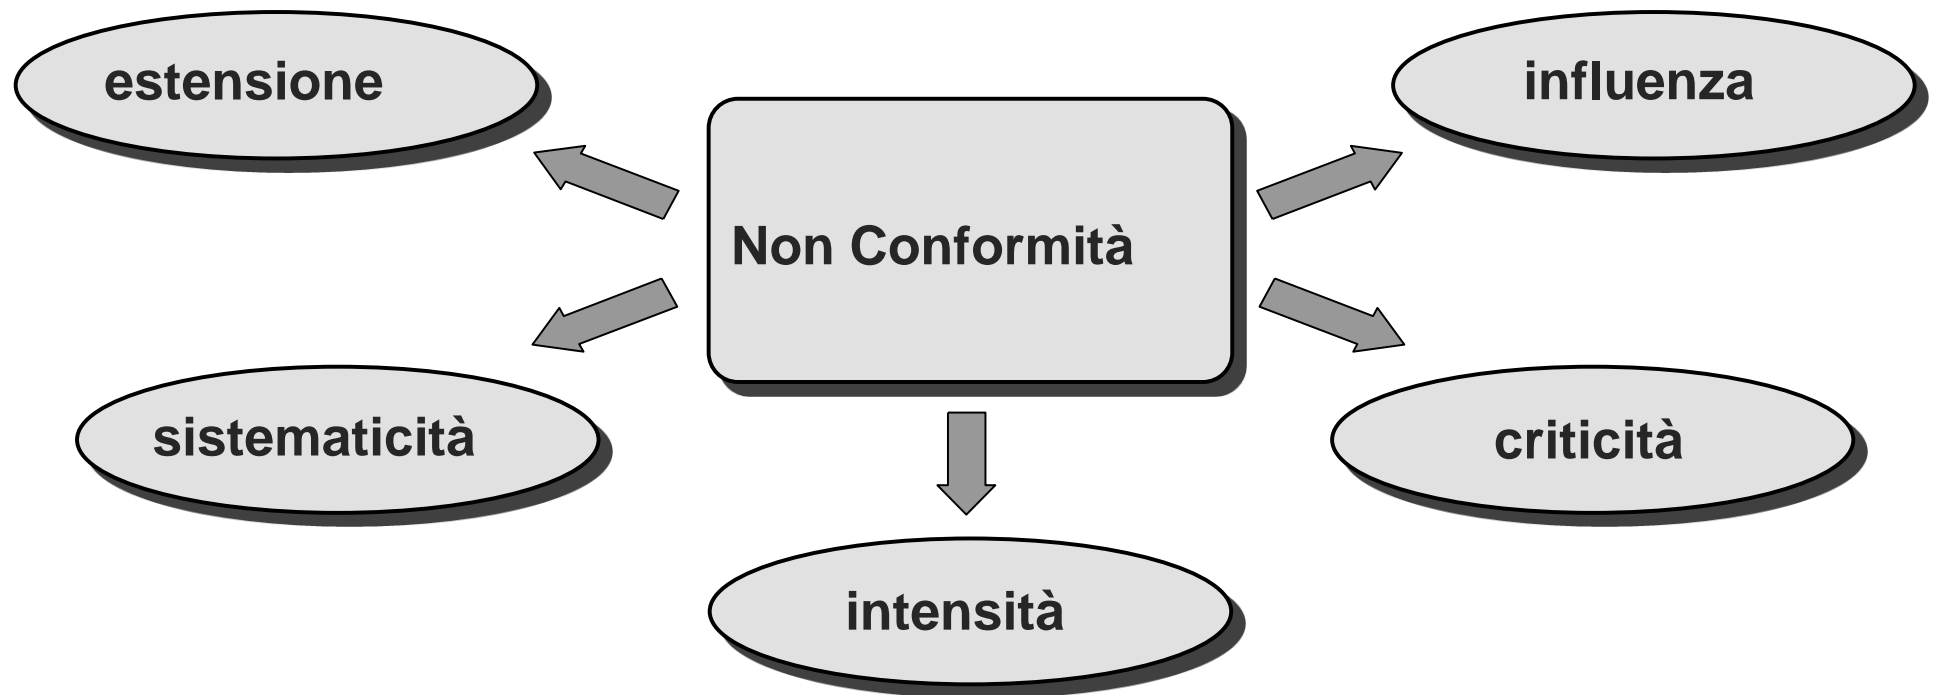 estensione
influenza
Non Conformità
sistematicità
criticità
intensità